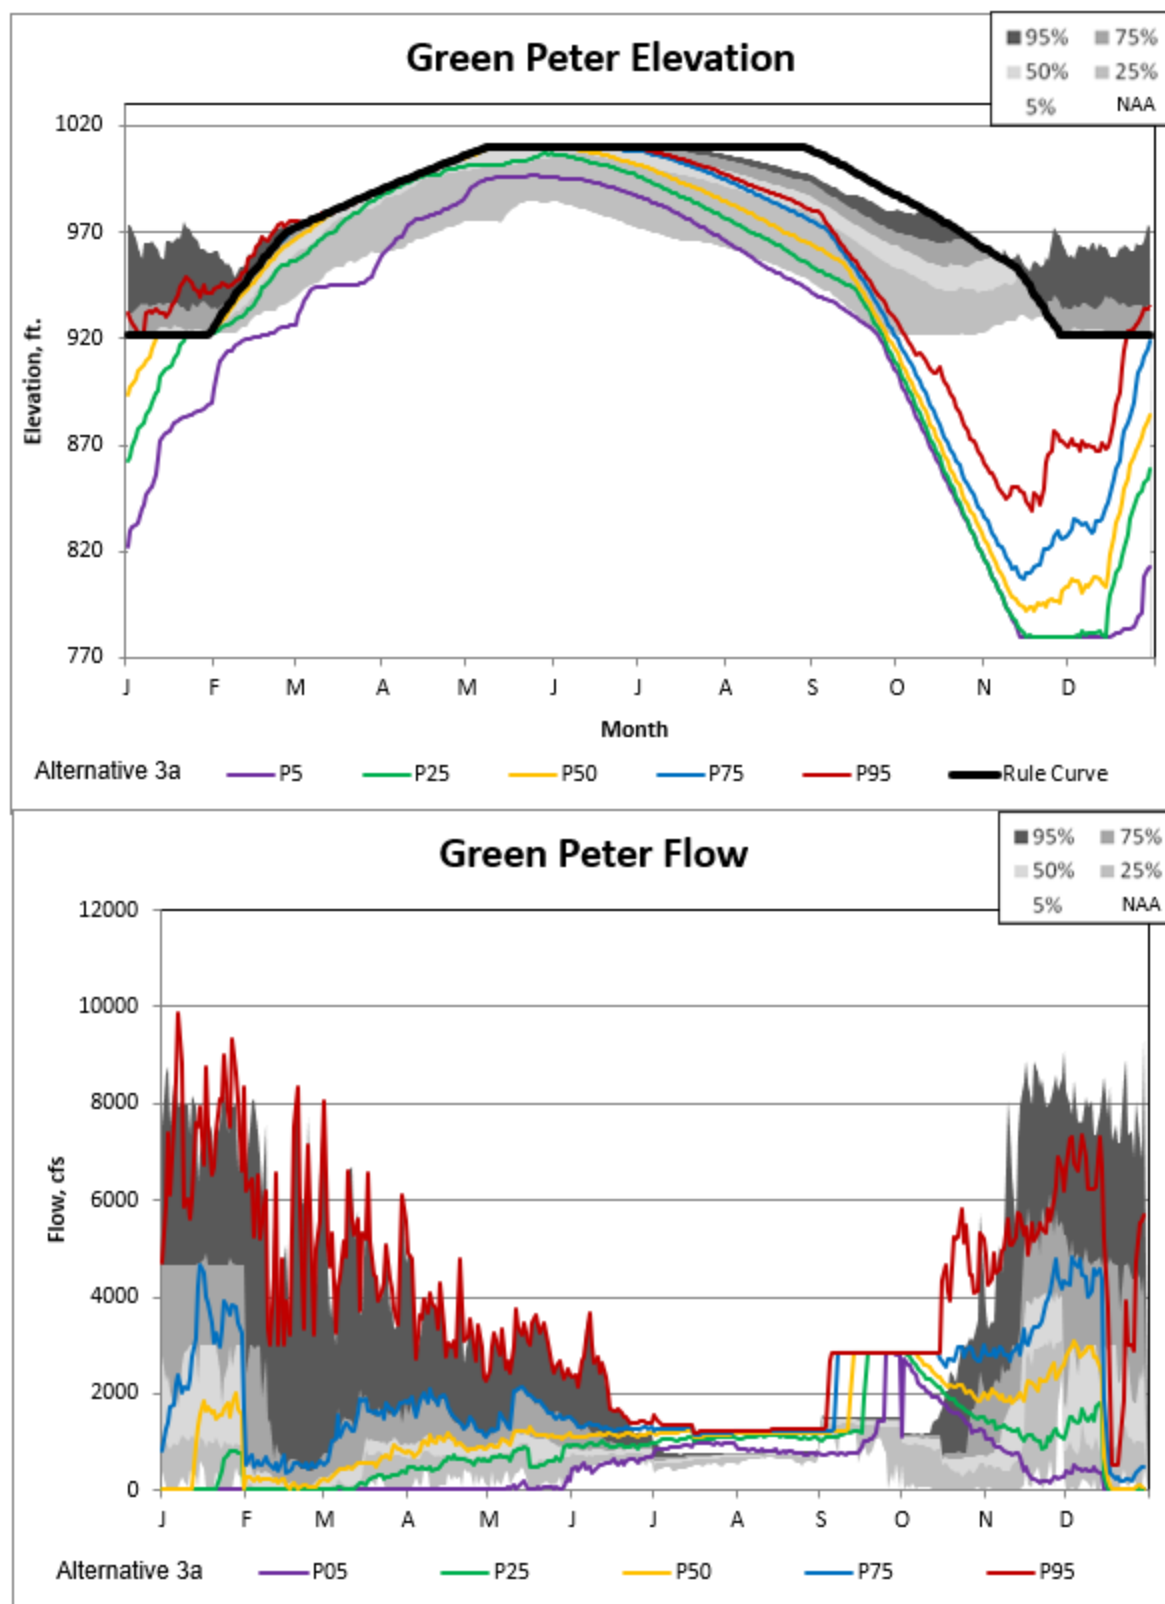 Green Peter Elevation
95% 75%
50% 25%
5% NAA
1020
970
920
870
820
770
Elevation, ft.
J F M A M J J A S O N D
Month
Alternative 3a P5 P25 P50 P75 P95 Rule Curve
Green Peter Flow
95% 75%
50% 25%
5% NAA
12000
10000
8000
6000
4000
2000
0
Flow, cfs
J F M A M J J A S O N D
Alternative 3a P05 P25 P50 P75 P95